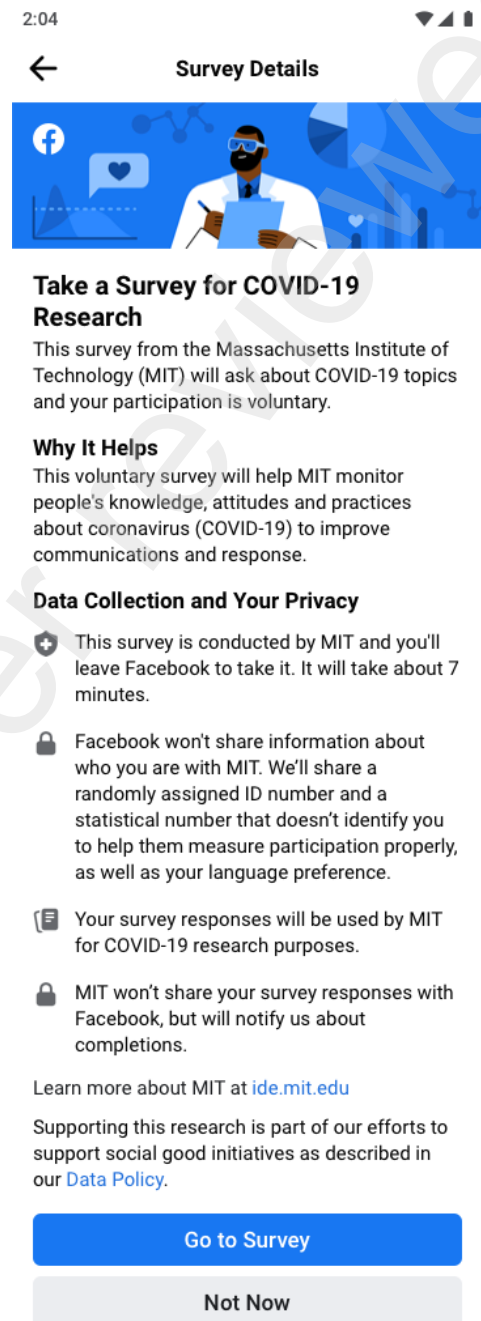 2:04
Survey Details
Take a Survey for COVID-19
Research
This survey from the Massachusetts Institute of
Technology (MIT) will ask about COVID-19 topics
and your participation is voluntary.
Why It Helps
This voluntary survey will help MIT monitor
people's knowledge, attitudes and practices
about coronavirus (COVID-19) to improve
communications and response.
Data Collection and Your Privacy
This survey is conducted by MIT and you'll
leave Facebook to take it. It will take about 7
minutes.
Facebook won't share information about
who you are with MIT. We’ll share a
randomly assigned ID number and a
statistical number that doesn’t identify you
to help them measure participation properly,
as well as your language preference.
Your survey responses will be used by MIT
for COVID-19 research purposes.
MIT won’t share your survey responses with
Facebook, but will notify us about
completions.
Learn more about MIT at ide.mit.edu
Supporting this research is part of our efforts to
support social good initiatives as described in
our Data Policy.
Go to Survey
Not Now